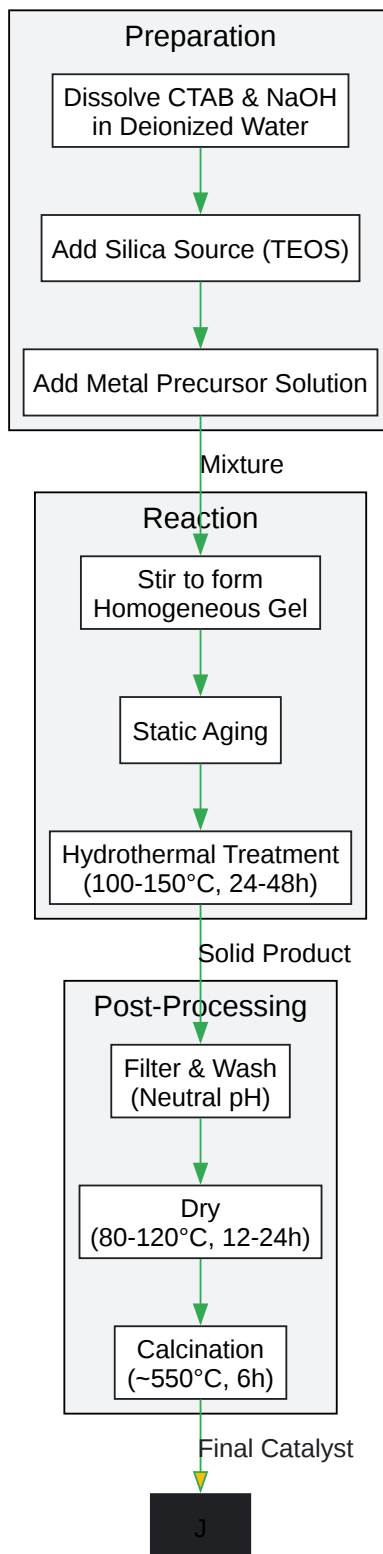 Preparation
Dissolve CTAB & NaOH
in Deionized Water
Add Silica Source (TEOS)
Add Metal Precursor Solution
Mixture
Reaction
Stir to form
Homogeneous Gel
Static Aging
Hydrothermal Treatment
(100-150°C, 24-48h)
Solid Product
Post-Processing
Filter & Wash
(Neutral pH)
Dry
(80-120°C, 12-24h)
Calcination
(~550°C, 6h)
Final Catalyst
J